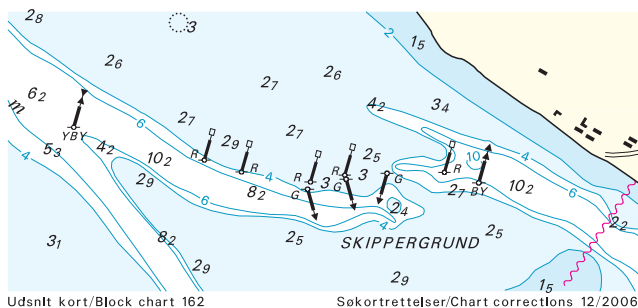 2₈
3
1₅
2
2₆
2₇
2₇
6₂
6
4₂
3₄
m
YBY
2₇
2₉
5₃
4₂
10₂
R
R
4
2₅
R
3
R
3
G
G
G
R
10
BY
4
2₉
6
8₂
2₇
10₂
6
4
2₄
4
2₂
3₁
8₂
2₅
2₅
SKIPPERGRUND
2₉
2₉
1₅
Udsnit kort/Block chart 162
Søkortrettelser/Chart corrections 12/2006